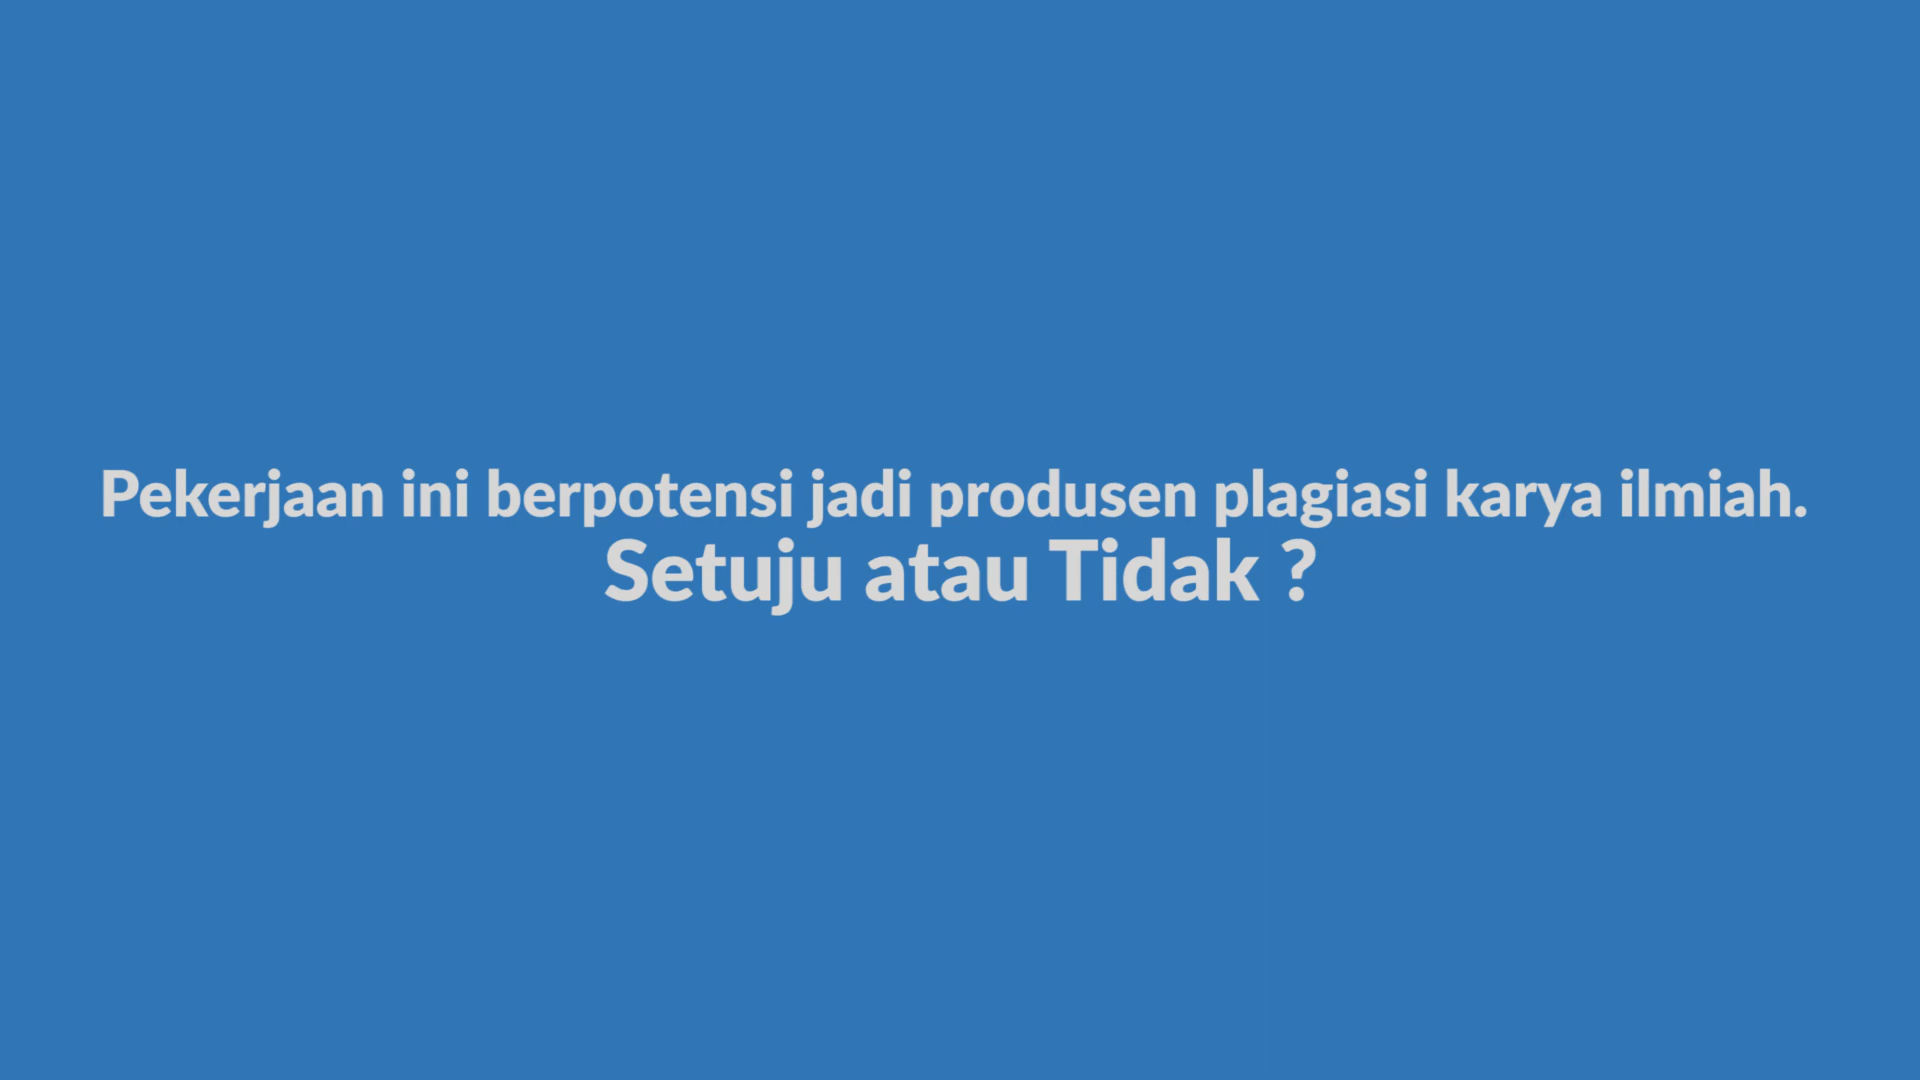 Pekerjaan ini berpotensi jadi produsen plagiasi karya ilmiah.
Setuju atau Tidak ?